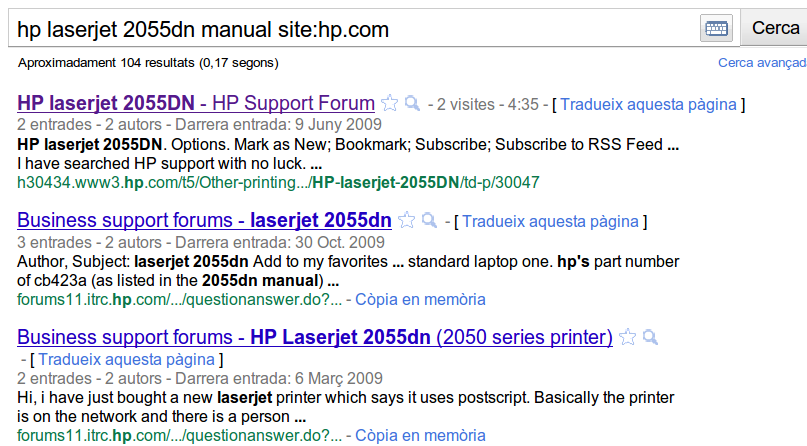 hp laserjet 2055dn manual site:hp.com
Cerca
Aproximadament 104 resultats (0,17 segons)
Cerca avançad
HP laserjet 2055DN - HP Support Forum - 2 visites - 4:35 - [ Tradueix aquesta pàgina ]
2 entrades - 2 autors - Darrera entrada: 9 Juny 2009
HP laserjet 2055DN. Options. Mark as New; Bookmark; Subscribe; Subscribe to RSS Feed ...
I have searched HP support with no luck. ...
h30434.www3.hp.com/t5/Other-printing.../HP-laserjet-2055DN/td-p/30047
Business support forums - laserjet 2055dn - [ Tradueix aquesta pàgina ]
3 entrades - 2 autors - Darrera entrada: 30 Oct. 2009
Author, Subject: laserjet 2055dn Add to my favorites ... standard laptop one. hp's part number
of cb423a (as listed in the 2055dn manual) ...
forums11.itrc.hp.com/.../questionanswer.do?... - Còpia en memòria
Business support forums - HP Laserjet 2055dn (2050 series printer)
- [ Tradueix aquesta pàgina ]
2 entrades - 2 autors - Darrera entrada: 6 Març 2009
Hi, i have just bought a new laserjet printer which says it uses postscript. Basically the printer
is on the network and there is a person ...
forums11.itrc.hp.com/.../questionanswer.do?... - Còpia en memòria